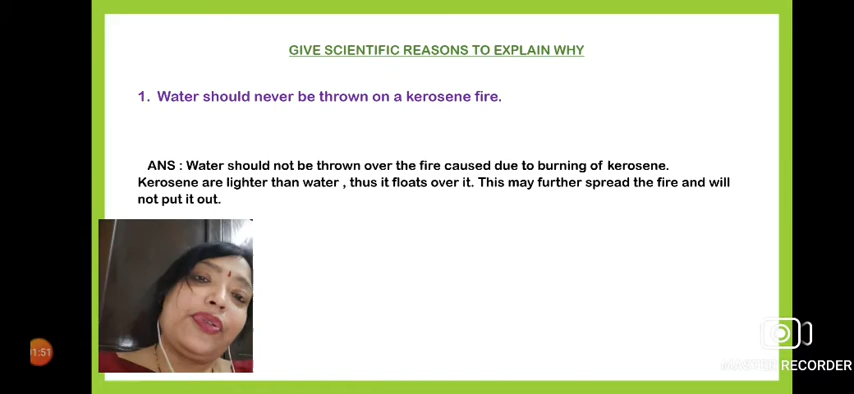 GIVE SCIENTIFIC REASONS TO EXPLAIN WHY
1. Water should never be thrown on a kerosene fire.
ANS : Water should not be thrown over the fire caused due to burning of kerosene.
Kerosene are lighter than water , thus it floats over it. This may further spread the fire and will
not put it out.
01:51
MASTER RECORDER